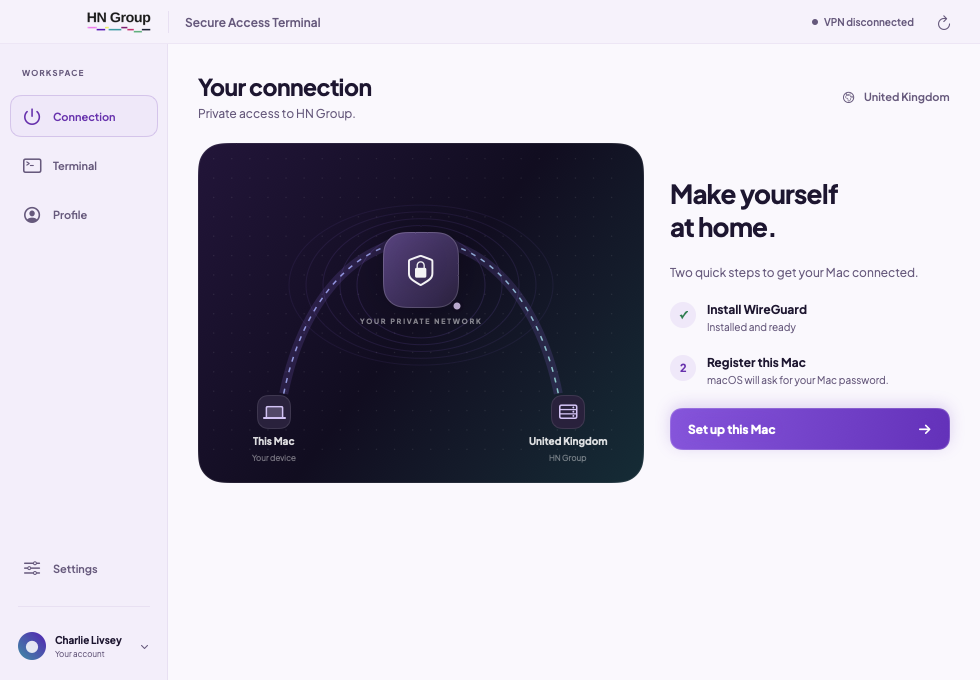 HN Group
Secure Access Terminal
VPN disconnected
WORKSPACE
Connection
Terminal
Profile
Settings
Charlie Livsey
Your account
Your connection
Private access to HN Group.
United Kingdom
YOUR PRIVATE NETWORK
This Mac
Your device
United Kingdom
HN Group
Make yourself
at home.
Two quick steps to get your Mac connected.
✓
Install WireGuard
Installed and ready
2
Register this Mac
macOS will ask for your Mac password.
Set up this Mac →